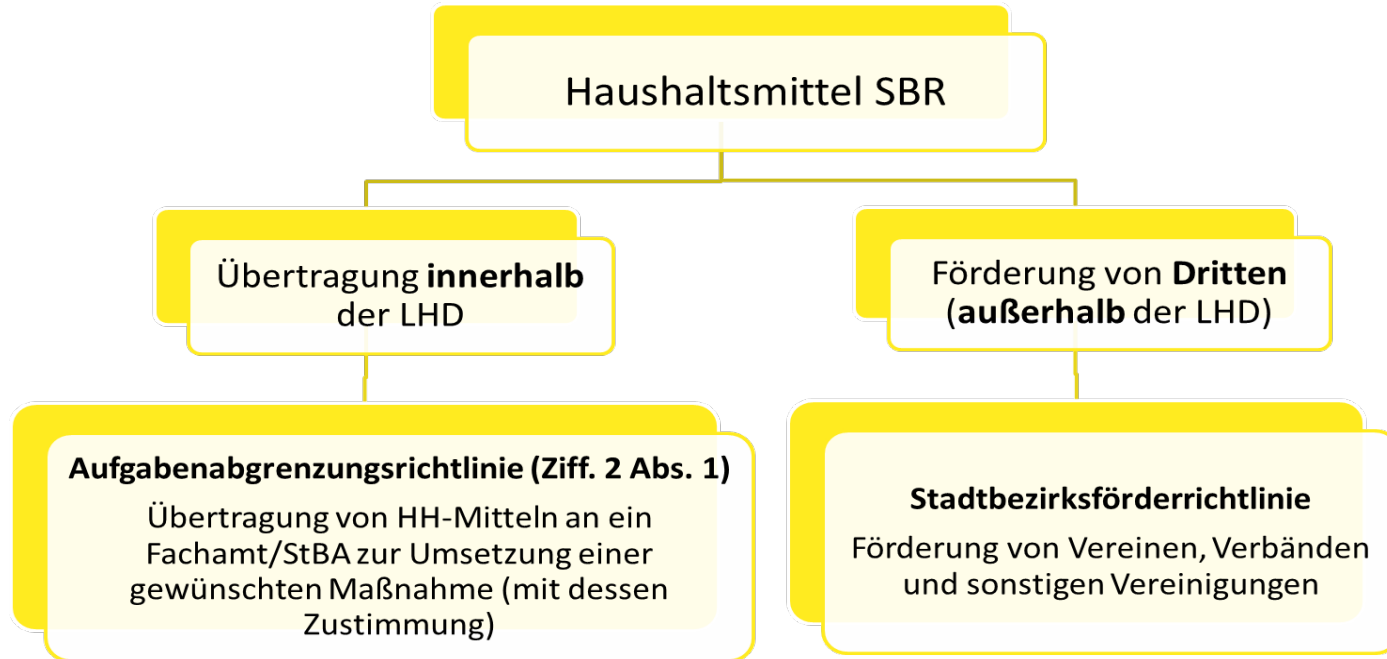 Haushaltsmittel SBR
Übertragung innerhalb
der LHD
Förderung von Dritten
(außerhalb der LHD)
Aufgabenabgrenzungsrichtlinie (Ziff. 2 Abs. 1)
Übertragung von HH-Mitteln an ein
Fachamt/StBA zur Umsetzung einer
gewünschten Maßnahme (mit dessen
Zustimmung)
Stadtbezirksförderrichtlinie
Förderung von Vereinen, Verbänden
und sonstigen Vereinigungen